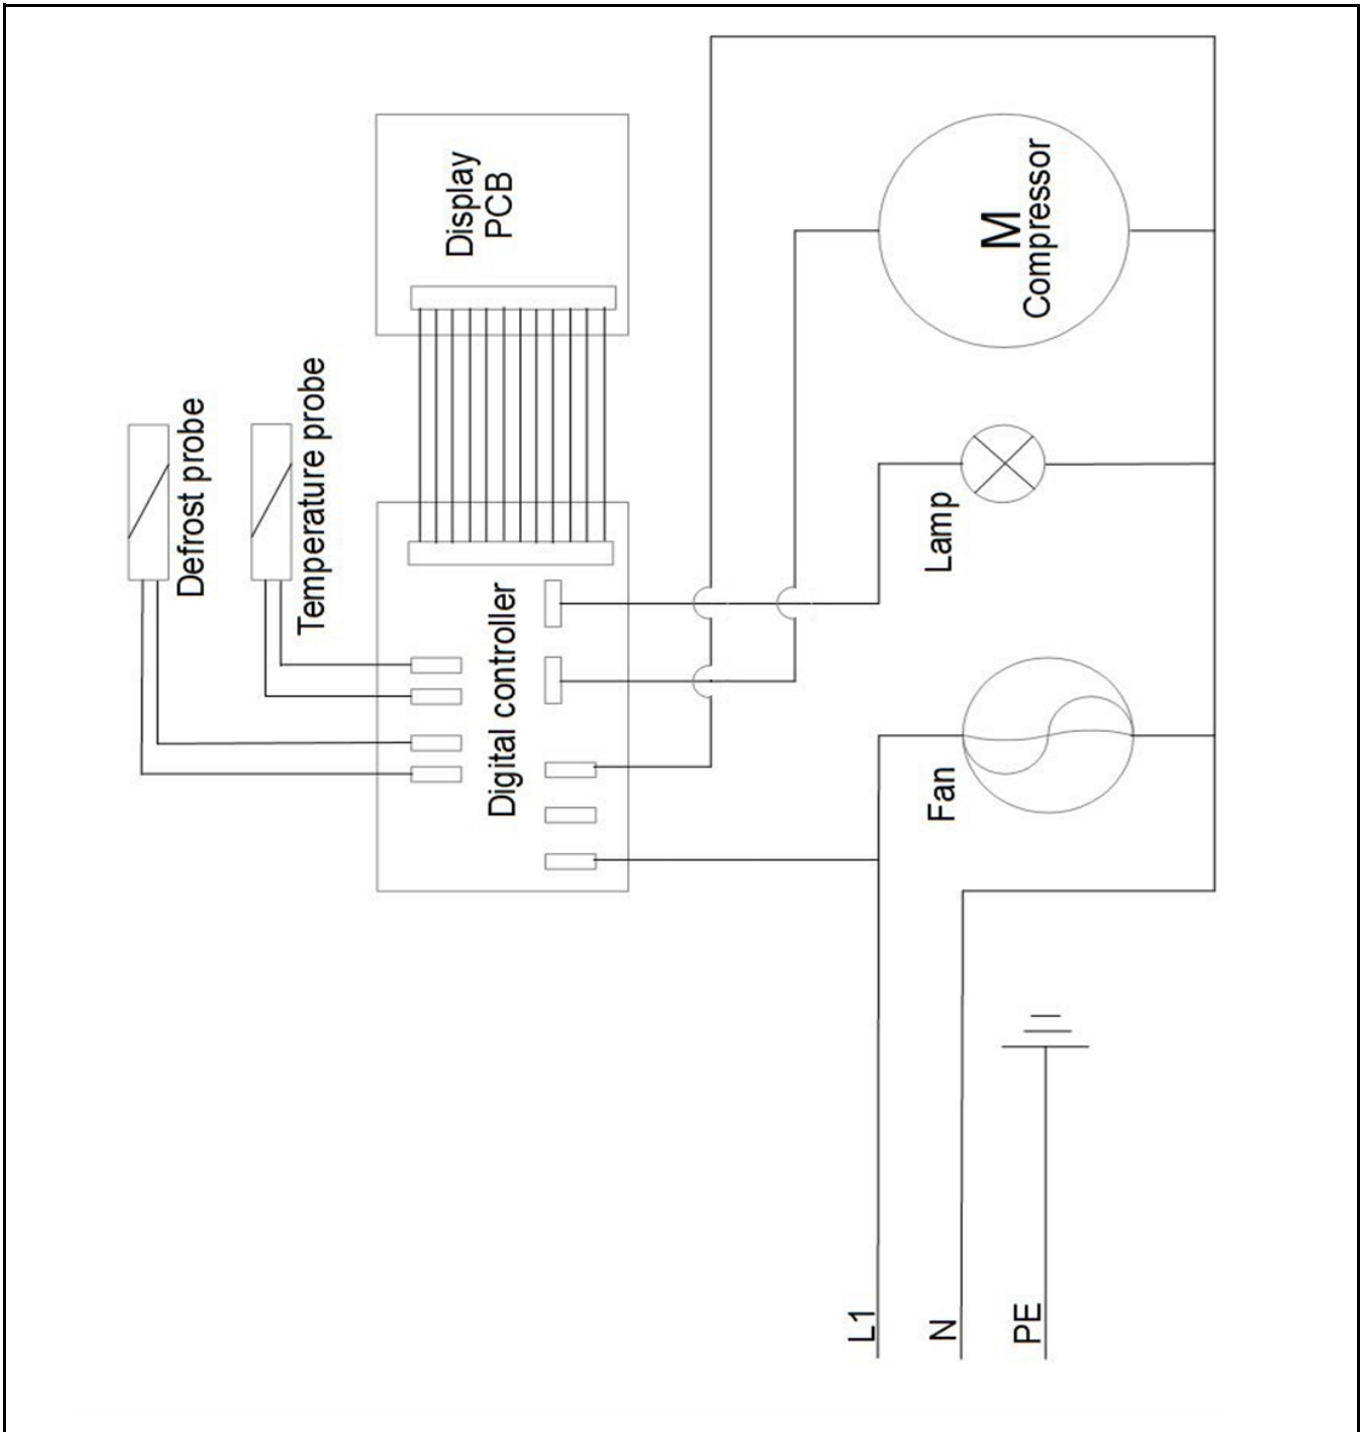 Defrost probe
Temperature probe
Display
PCB
Digital controller
M
Compressor
Lamp
Fan
L1
N
PE